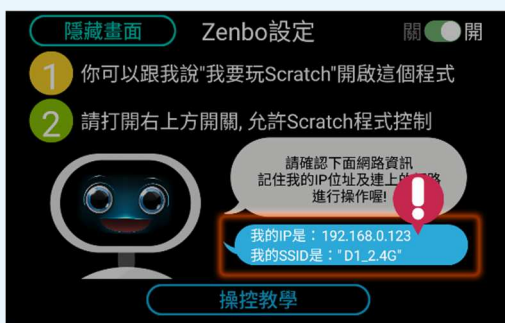 隱藏畫面
Zenbo設定
關
開
1 你可以跟我說"我要玩Scratch"開啟這個程式
2 請打開右上方開關, 允許Scratch程式控制
請確認下面網路資訊
記住我的IP位址及連上的 路
進行操作喔!
我的IP是:192.168.0.123
我的SSID是:"D1_2.4G"
操控教學